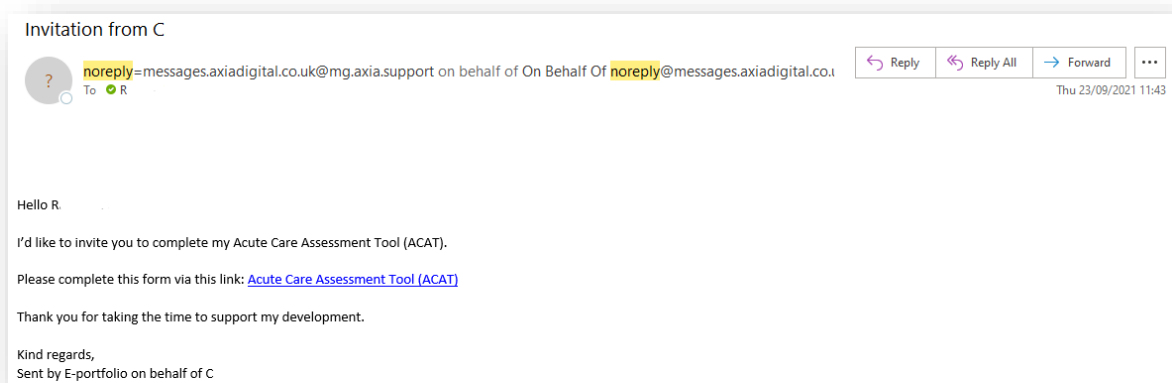 Invitation from C
noreply=messages.axiadigital.co.uk@mg.axia.support on behalf of On Behalf Of noreply@messages.axiadigital.co.u
Reply
Reply All
Forward
To R
Thu 23/09/2021 11:43
Hello R
I'd like to invite you to complete my Acute Care Assessment Tool (ACAT).
Please complete this form via this link: Acute Care Assessment Tool (ACAT)
Thank you for taking the time to support my development.
Kind regards,
Sent by E-portfolio on behalf of C